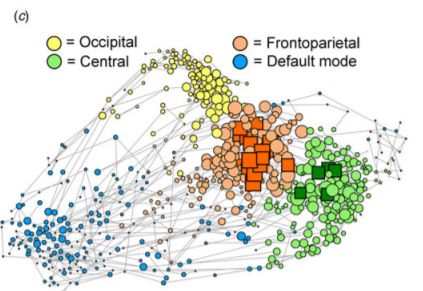 (c)
= Occipital = Frontoparietal
= Central = Default mode